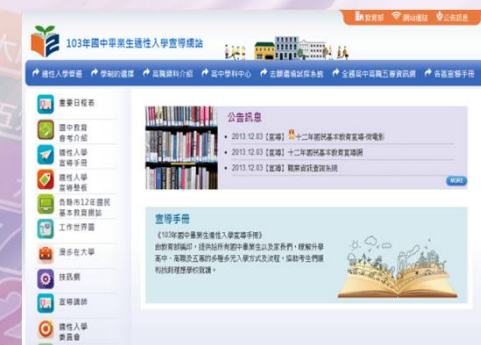 教育部 網站連結 公告訊息
103年國中畢業生適性入學宣導網站
適性入學管道 學制的選擇 高職類科介紹 高中學科中心 志願選填試探系統 全國高中高職五專資訊網 各區宣導手冊
重要日程表
國中教育
會考介紹
適性入學
宣導手冊
適性入學
宣導墊板
各縣市12年國民
基本教育網站
工作世界圖
漫步在大學
技訊網
宣導講師
適性入學
委員會
公告訊息
• 2013.12.03【宣導】十二年國民基本教育宣導-微電影
• 2013.12.03【宣導】十二年國民基本教育宣導網
• 2013.12.03【宣導】職業資訊查詢系統
MORE
宣導手冊
《103年國中畢業生適性入學宣導手冊》
由教育部編印，提供給所有國中畢業生以及家長們，瞭解升學
高中、高職及五專的多種多元入學方式及流程，協助考生們順
利找到理想學校就讀。